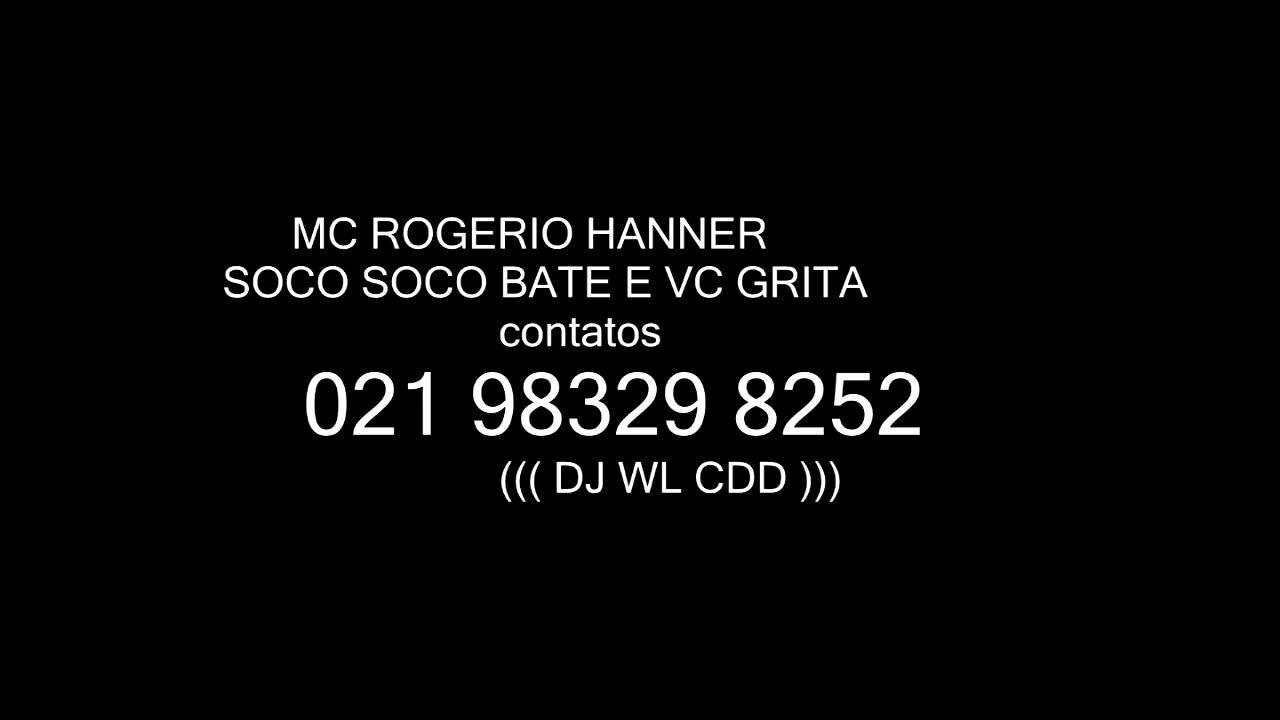 MC ROGERIO HANNER
SOCO SOCO BATE E VC GRITA
contatos
021 98329 8252
((( DJ WL CDD )))